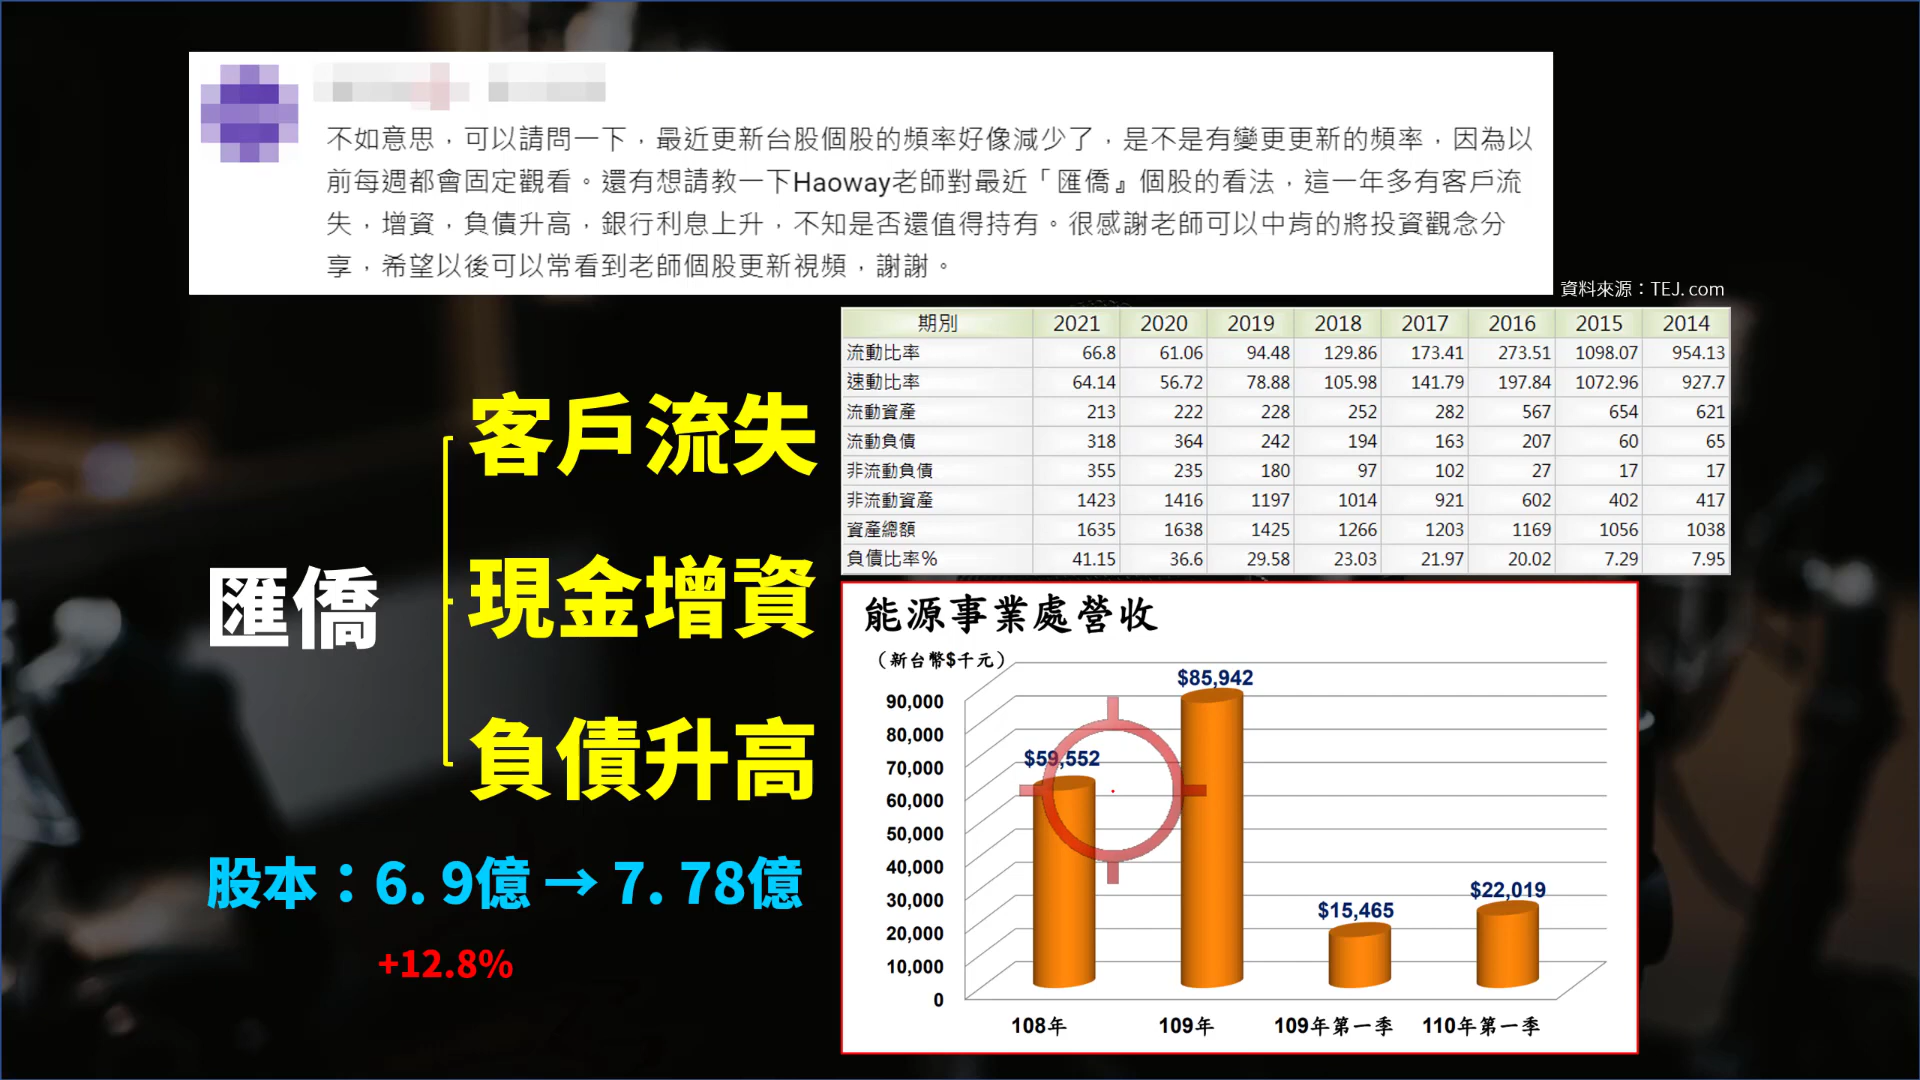 不如意思，可以請問一下，最近更新台股個股的頻率好像減少了，是不是有變更更新的頻率，因為以
前每週都會固定觀看。還有想請教一下Haoway老師對最近「匯僑』個股的看法，這一年多有客戶流
失，增資，負債升高，銀行利息上升，不知是否還值得持有。很感謝老師可以中肯的將投資觀念分
享，希望以後可以常看到老師個股更新視頻，謝謝。
資料來源：TEJ. com
期別 2021 2020 2019 2018 2017 2016 2015 2014
流動比率 66.8 61.06 94.48 129.86 173.41 273.51 1098.07 954.13
速動比率 64.14 56.72 78.88 105.98 141.79 197.84 1072.96 927.7
流動資產 213 222 228 252 282 567 654 621
流動負債 318 364 242 194 163 207 60 65
非流動負債 355 235 180 97 102 27 17 17
非流動資產 1423 1416 1197 1014 921 602 402 417
資產總額 1635 1638 1425 1266 1203 1169 1056 1038
負債比率% 41.15 36.6 29.58 23.03 21.97 20.02 7.29 7.95
匯僑
客戶流失
現金增資
負債升高
股本：6. 9億 → 7. 78億
+12.8%
能源事業處營收
（新台幣$千元）
90,000
80,000
70,000
60,000
50,000
40,000
30,000
20,000
10,000
0
$59,552
$85,942
$15,465
$22,019
108年 109年 109年第一季 110年第一季